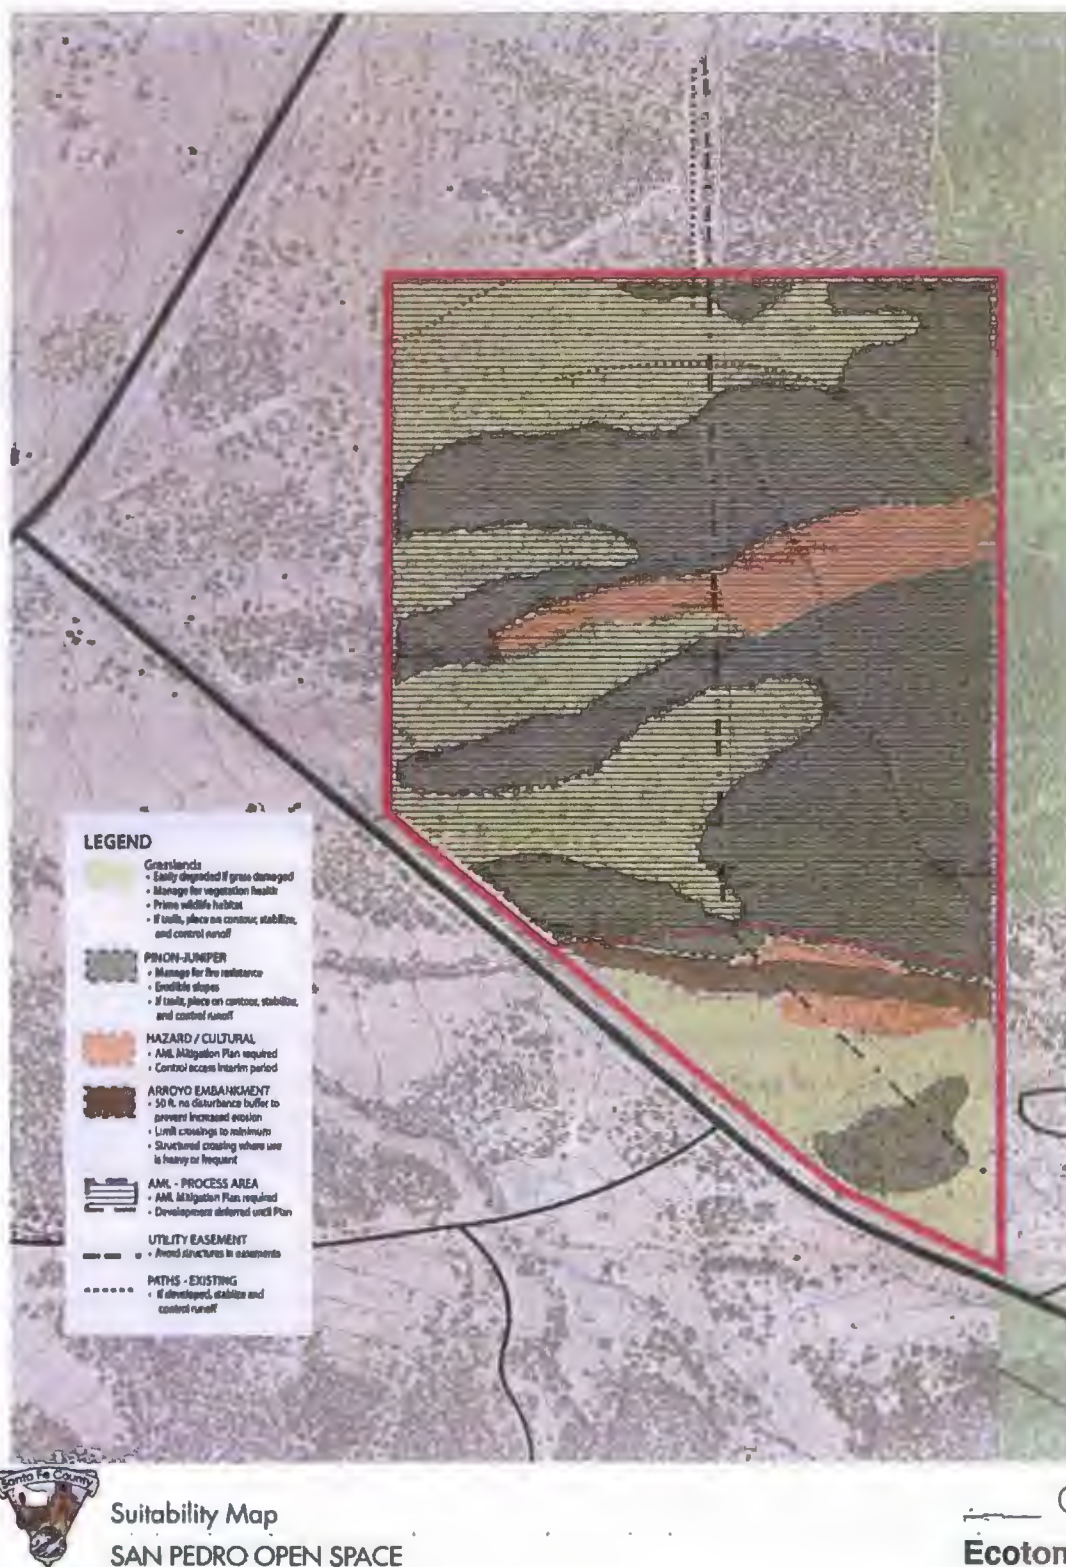 LEGEND
Grasslands
• Easily degraded if grass damaged
• Manage for vegetation health
• Prime wildlife habitat
• If trails, place on contour, stabilize,
and control runoff
PINON-JUNIPER
• Manage for fire resistance
• Erodible slopes
• If trails, place on contour, stabilize,
and control runoff
HAZARD / CULTURAL
• AML Mitigation Plan required
• Control access interim period
ARROYO EMBANKMENT
• 50 ft. no disturbance buffer to
prevent increased erosion
• Limit crossings to minimum
• Structured crossing where use
is heavy or frequent
AML - PROCESS AREA
• AML Mitigation Plan required
• Development deferred until Plan
UTILITY EASEMENT
• Avoid structures in easements
PATHS - EXISTING
• If developed, stablize and
control runoff
Santa Fe County
Suitability Map
SAN PEDRO OPEN SPACE
Ecoton